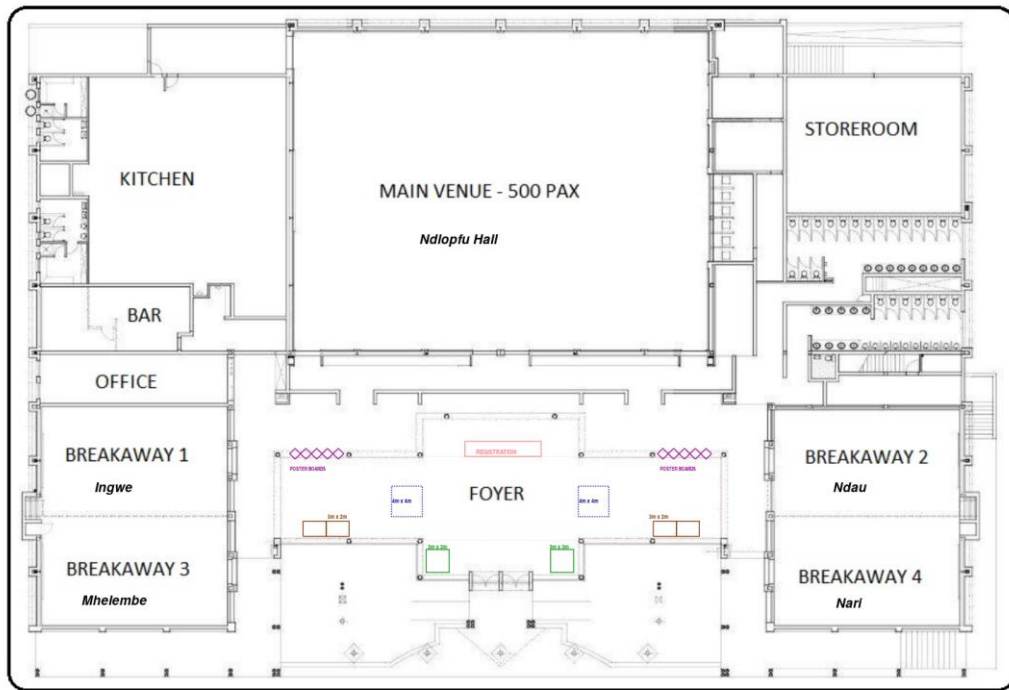 STOREROOM
KITCHEN
MAIN VENUE - 500 PAX
Ndlopfu Hall
BAR
OFFICE
BREAKAWAY 1
Ingwe
REGISTRATION
POSTER BOARDS
POSTER BOARDS
BREAKAWAY 2
Ndau
FOYER
4m x 4m
4m x 4m
3m x 2m
3m x 2m
3m x 3m
3m x 3m
BREAKAWAY 3
Mhelembe
BREAKAWAY 4
Nari